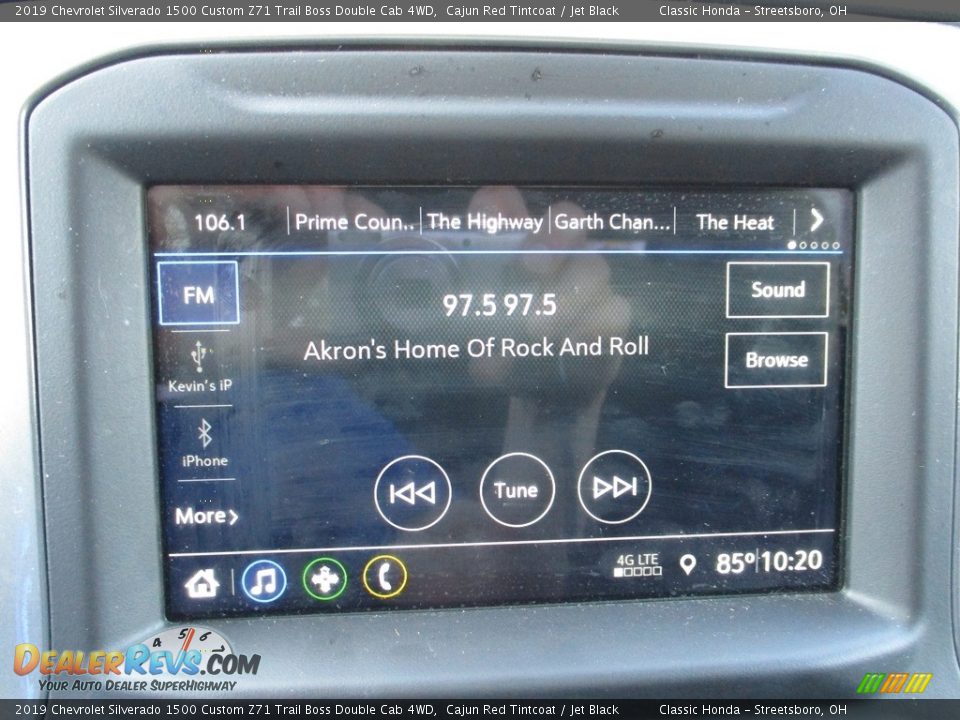 2019 Chevrolet Silverado 1500 Custom Z71 Trail Boss Double Cab 4WD, Cajun Red Tintcoat / Jet Black Classic Honda - Streetsboro, OH
106.1 Prime Coun... The Highway Garth Chan... The Heat
FM
97.5 97.5
Sound
Akron's Home Of Rock And Roll
Browse
Kevin's iP
iPhone
Tune
More
4G LTE
85° 10:20
4 5 6
DealerRevs.com
Your Auto Dealer SuperHighway
2019 Chevrolet Silverado 1500 Custom Z71 Trail Boss Double Cab 4WD, Cajun Red Tintcoat / Jet Black Classic Honda - Streetsboro, OH